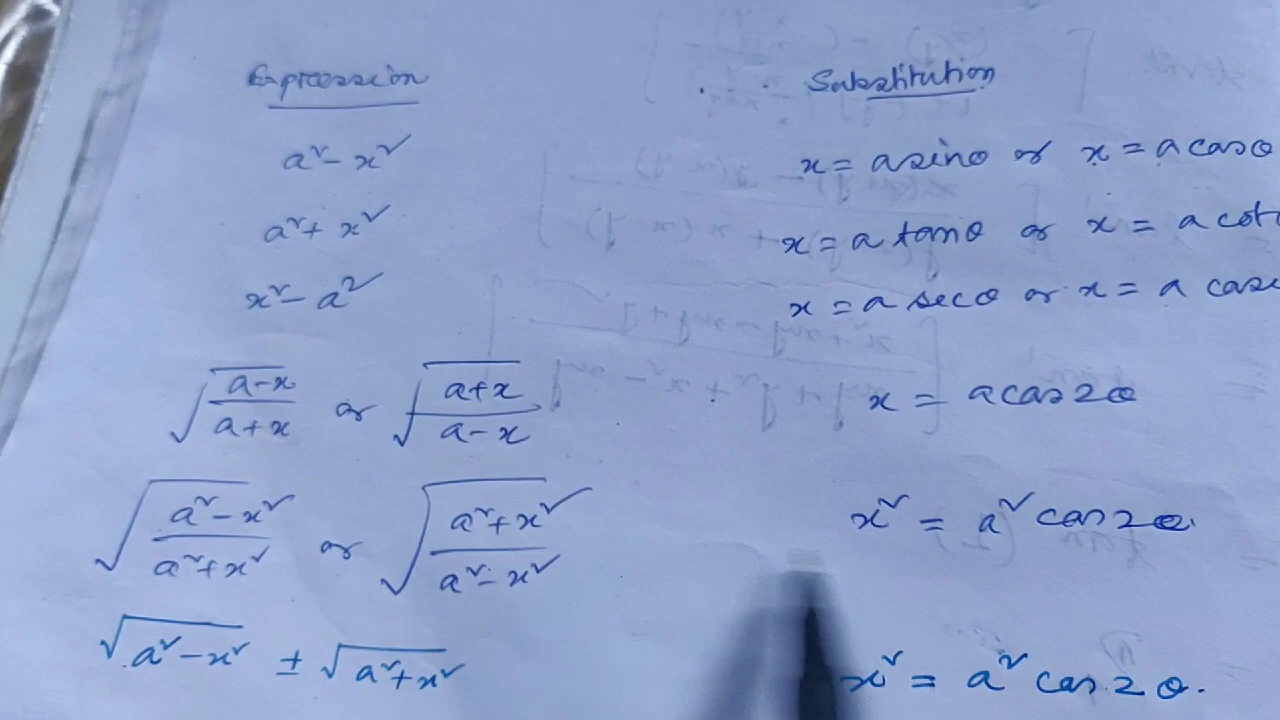 Expression Substitution
a² - x² x = a sinθ or x = a cosθ
a² + x² x = a tanθ or x = a cot
x² - a² x = a secθ or x = a cose
√((a-x)/(a+x)) or √((a+x)/(a-x)) x = a cos2θ
√((a²-x²)/(a²+x²)) or √((a²+x²)/(a²-x²)) x² = a² cos2θ.
√(a²-x²) ± √(a²+x²) x² = a² cos2θ.